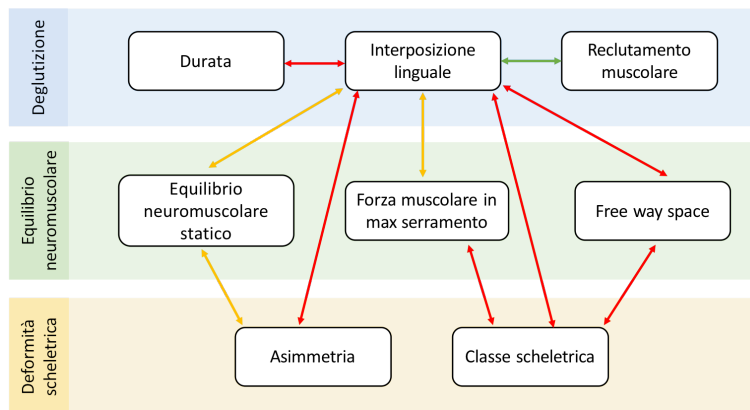 Deglutizione
Durata
Interposizione
linguale
Reclutamento
muscolare
Equilibrio
neuromuscolare
Equilibrio
neuromuscolare
statico
Forza muscolare in
max serramento
Free way space
Deformità
scheletrica
Asimmetria
Classe scheletrica